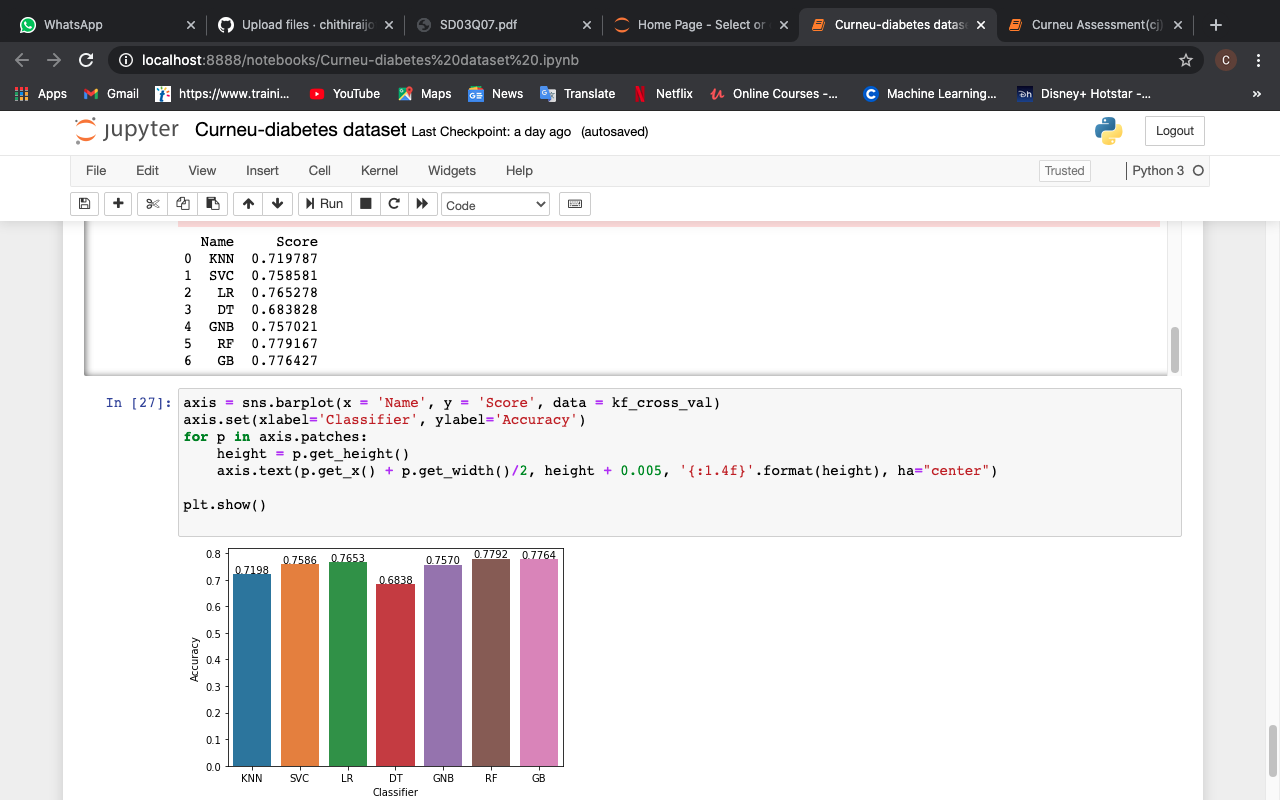 WhatsApp
Upload files · chithiraijo
SD03Q07.pdf
Home Page - Select or
Curneu-diabetes datase
Curneu Assessment(cj)
localhost:8888/notebooks/Curneu-diabetes%20dataset%20.ipynb
C
Apps
Gmail
https://www.traini...
YouTube
Maps
News
Translate
Netflix
Online Courses -...
Machine Learning...
Disney+ Hotstar -...
»
jupyter Curneu-diabetes dataset Last Checkpoint: a day ago (autosaved)
Logout
File Edit View Insert Cell Kernel Widgets Help
Trusted
Python 3
Run
Code
Name Score
0 KNN 0.719787
1 SVC 0.758581
2 LR 0.765278
3 DT 0.683828
4 GNB 0.757021
5 RF 0.779167
6 GB 0.776427
In [27]:
axis = sns.barplot(x = 'Name', y = 'Score', data = kf_cross_val)
axis.set(xlabel='Classifier', ylabel='Accuracy')
for p in axis.patches:
    height = p.get_height()
    axis.text(p.get_x() + p.get_width()/2, height + 0.005, '{:1.4f}'.format(height), ha="center")
plt.show()
0.8
0.7
0.6
0.5
0.4
0.3
0.2
0.1
0.0
Accuracy
0.7198 0.7586 0.7653 0.6838 0.7570 0.7792 0.7764
KNN SVC LR DT GNB RF GB
Classifier